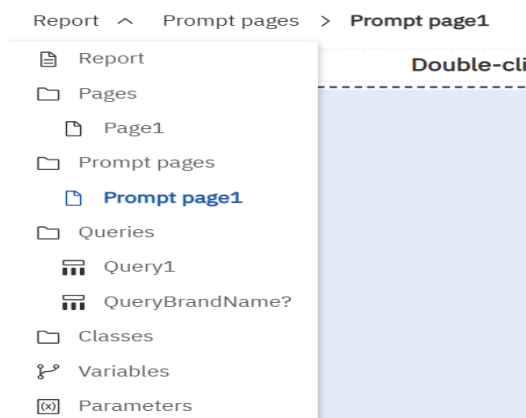 Report Prompt pages > Prompt page1
Report
Double-cli
Pages
Page1
Prompt pages
Prompt page1
Queries
Query1
QueryBrandName?
Classes
Variables
(x) Parameters